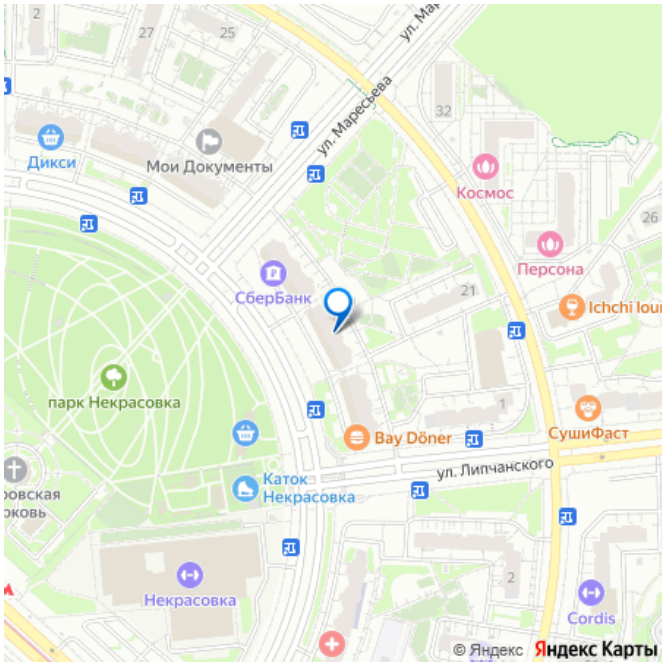 2
27
25
ул. Маресьева
ул. Мар
32
Дикси
Мои Документы
Космос
26
Персона
СберБанк
21
Ichchi lou
парк Некрасовка
1
СушиФаст
Bay Döner
ул. Липчанского
Каток
Некрасовка
ровская
рковь
2
Некрасовка
Cordis
© Яндекс Яндекс Карты